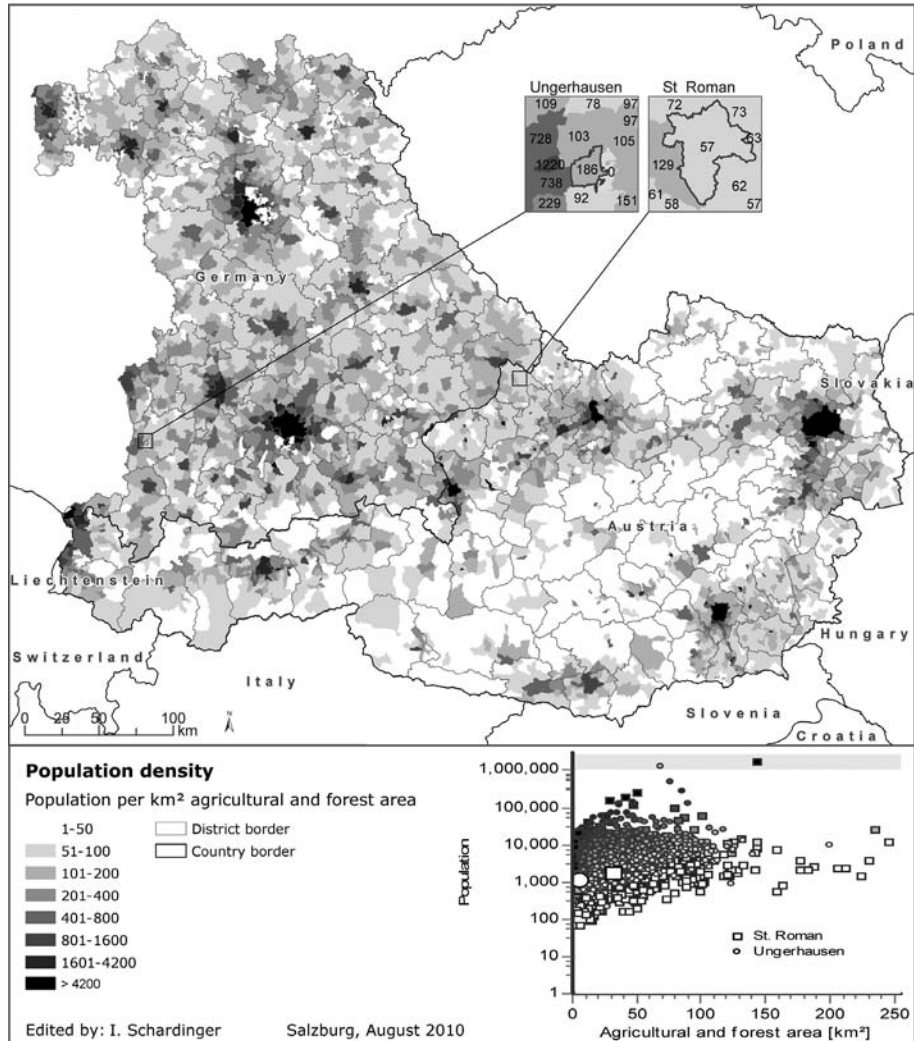 Poland
Ungerhausen
St Roman
109 78 97
97
728 103 105
1220
186 90
738
92
229 151
72 73
63
57
129
62
61
58 57
Germany
Slovakia
Austria
Liechtenstein
Hungary
Switzerland
Italy
Slovenia
Croatia
N
0 25 50 100
km
Population density
Population per km² agricultural and forest area
1-50
51-100
101-200
201-400
401-800
801-1600
1601-4200
> 4200
District border
Country border
Population
1,000,000
100,000
10,000
1,000
100
10
1
St. Roman
Ungerhausen
0 50 100 150 200 250
Agricultural and forest area [km²]
Edited by: I. Schardinger Salzburg, August 2010